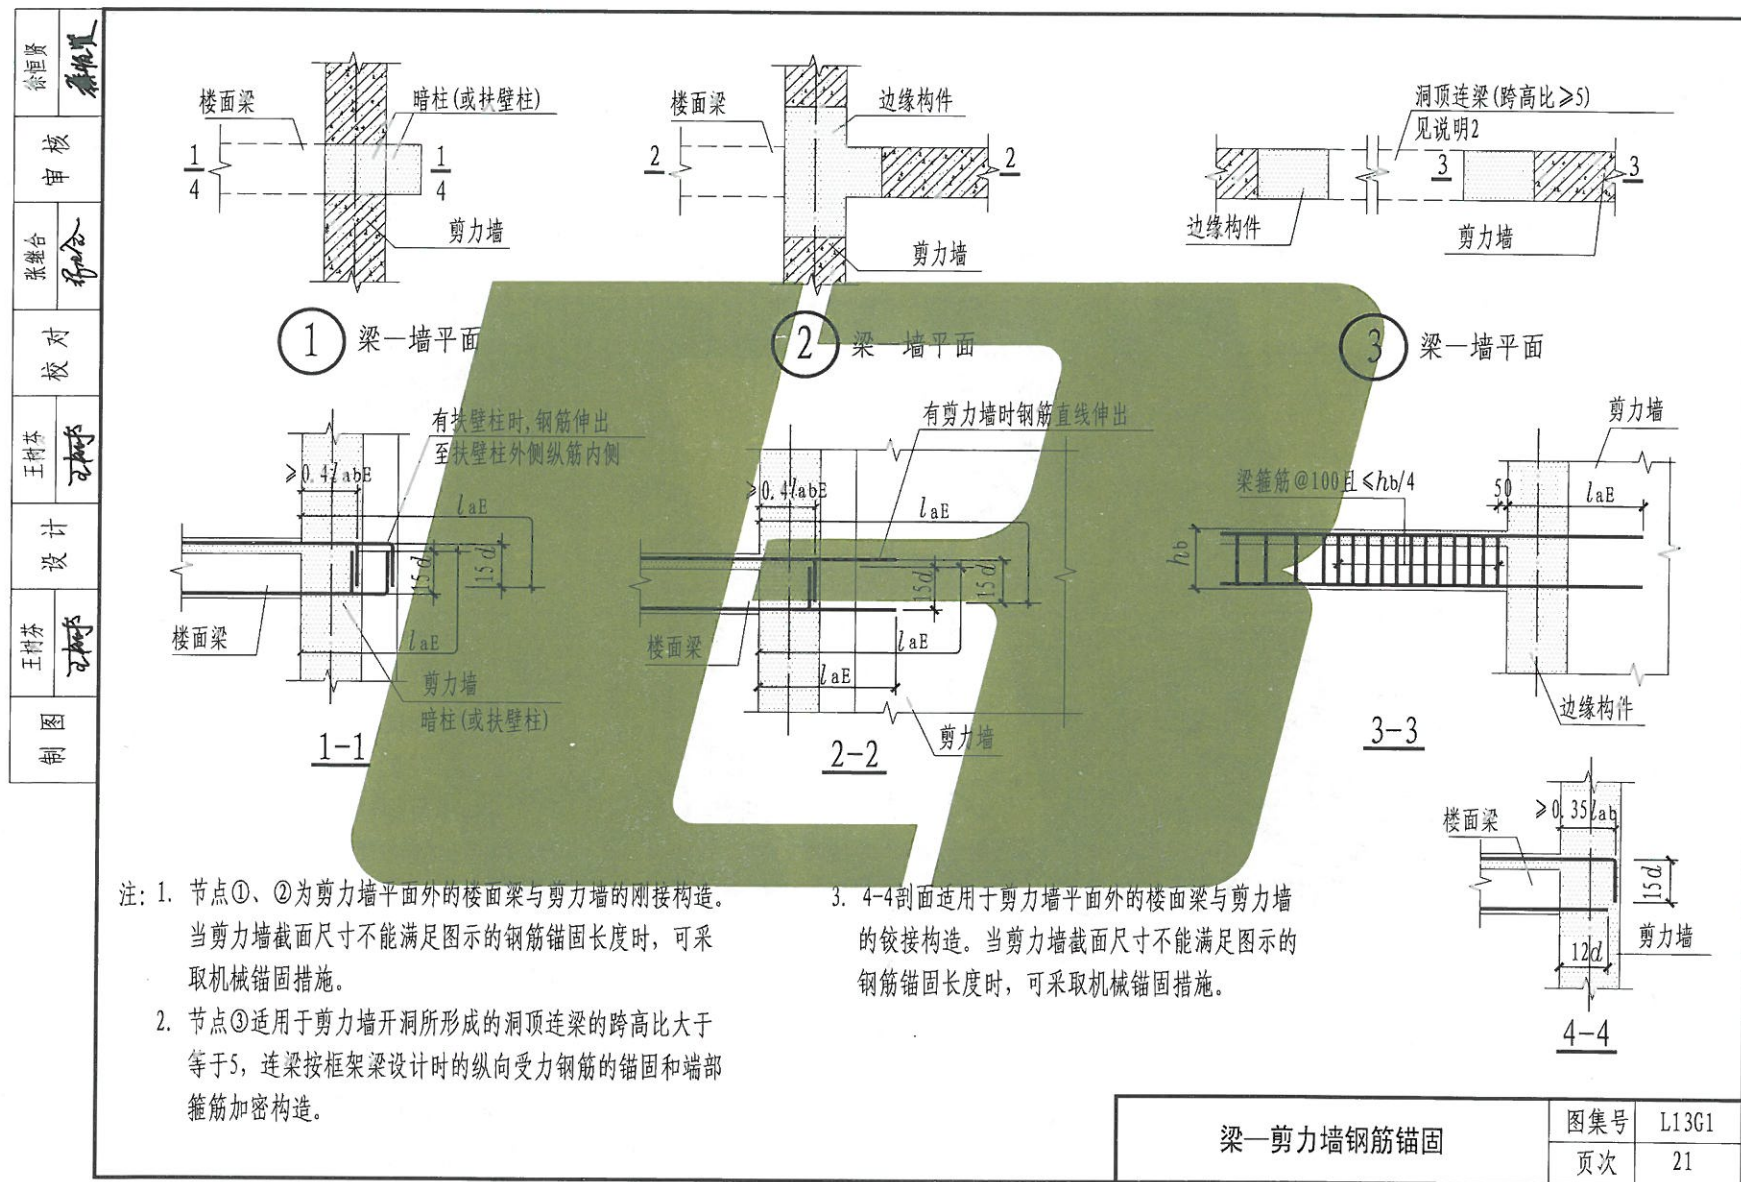 徐恒贤
审核
张继合
校对
王树芬
设计
王树芬
制图
楼面梁
暗柱(或扶壁柱)
1
4
1
4
剪力墙
1 梁—墙平面
楼面梁
边缘构件
2
2
剪力墙
2 梁—墙平面
洞顶连梁(跨高比≥5)
见说明2
3
3
边缘构件
剪力墙
3 梁—墙平面
有扶壁柱时,钢筋伸出
至扶壁柱外侧纵筋内侧
≥0.4labE
laE
15d
15d
laE
楼面梁
剪力墙
暗柱(或扶壁柱)
1-1
有剪力墙时钢筋直线伸出
≥0.4labE
laE
15d
15d
laE
laE
楼面梁
剪力墙
2-2
剪力墙
梁箍筋@100且≤hb/4
50
laE
hb
边缘构件
3-3
≥0.35lab
楼面梁
15d
12d
剪力墙
4-4
注: 1. 节点①、②为剪力墙平面外的楼面梁与剪力墙的刚接构造。
当剪力墙截面尺寸不能满足图示的钢筋锚固长度时，可采
取机械锚固措施。
2. 节点③适用于剪力墙开洞所形成的洞顶连梁的跨高比大于
等于5，连梁按框架梁设计时的纵向受力钢筋的锚固和端部
箍筋加密构造。
3. 4-4剖面适用于剪力墙平面外的楼面梁与剪力墙
的铰接构造。当剪力墙截面尺寸不能满足图示的
钢筋锚固长度时，可采取机械锚固措施。
梁—剪力墙钢筋锚固
图集号 L13G1
页次 21